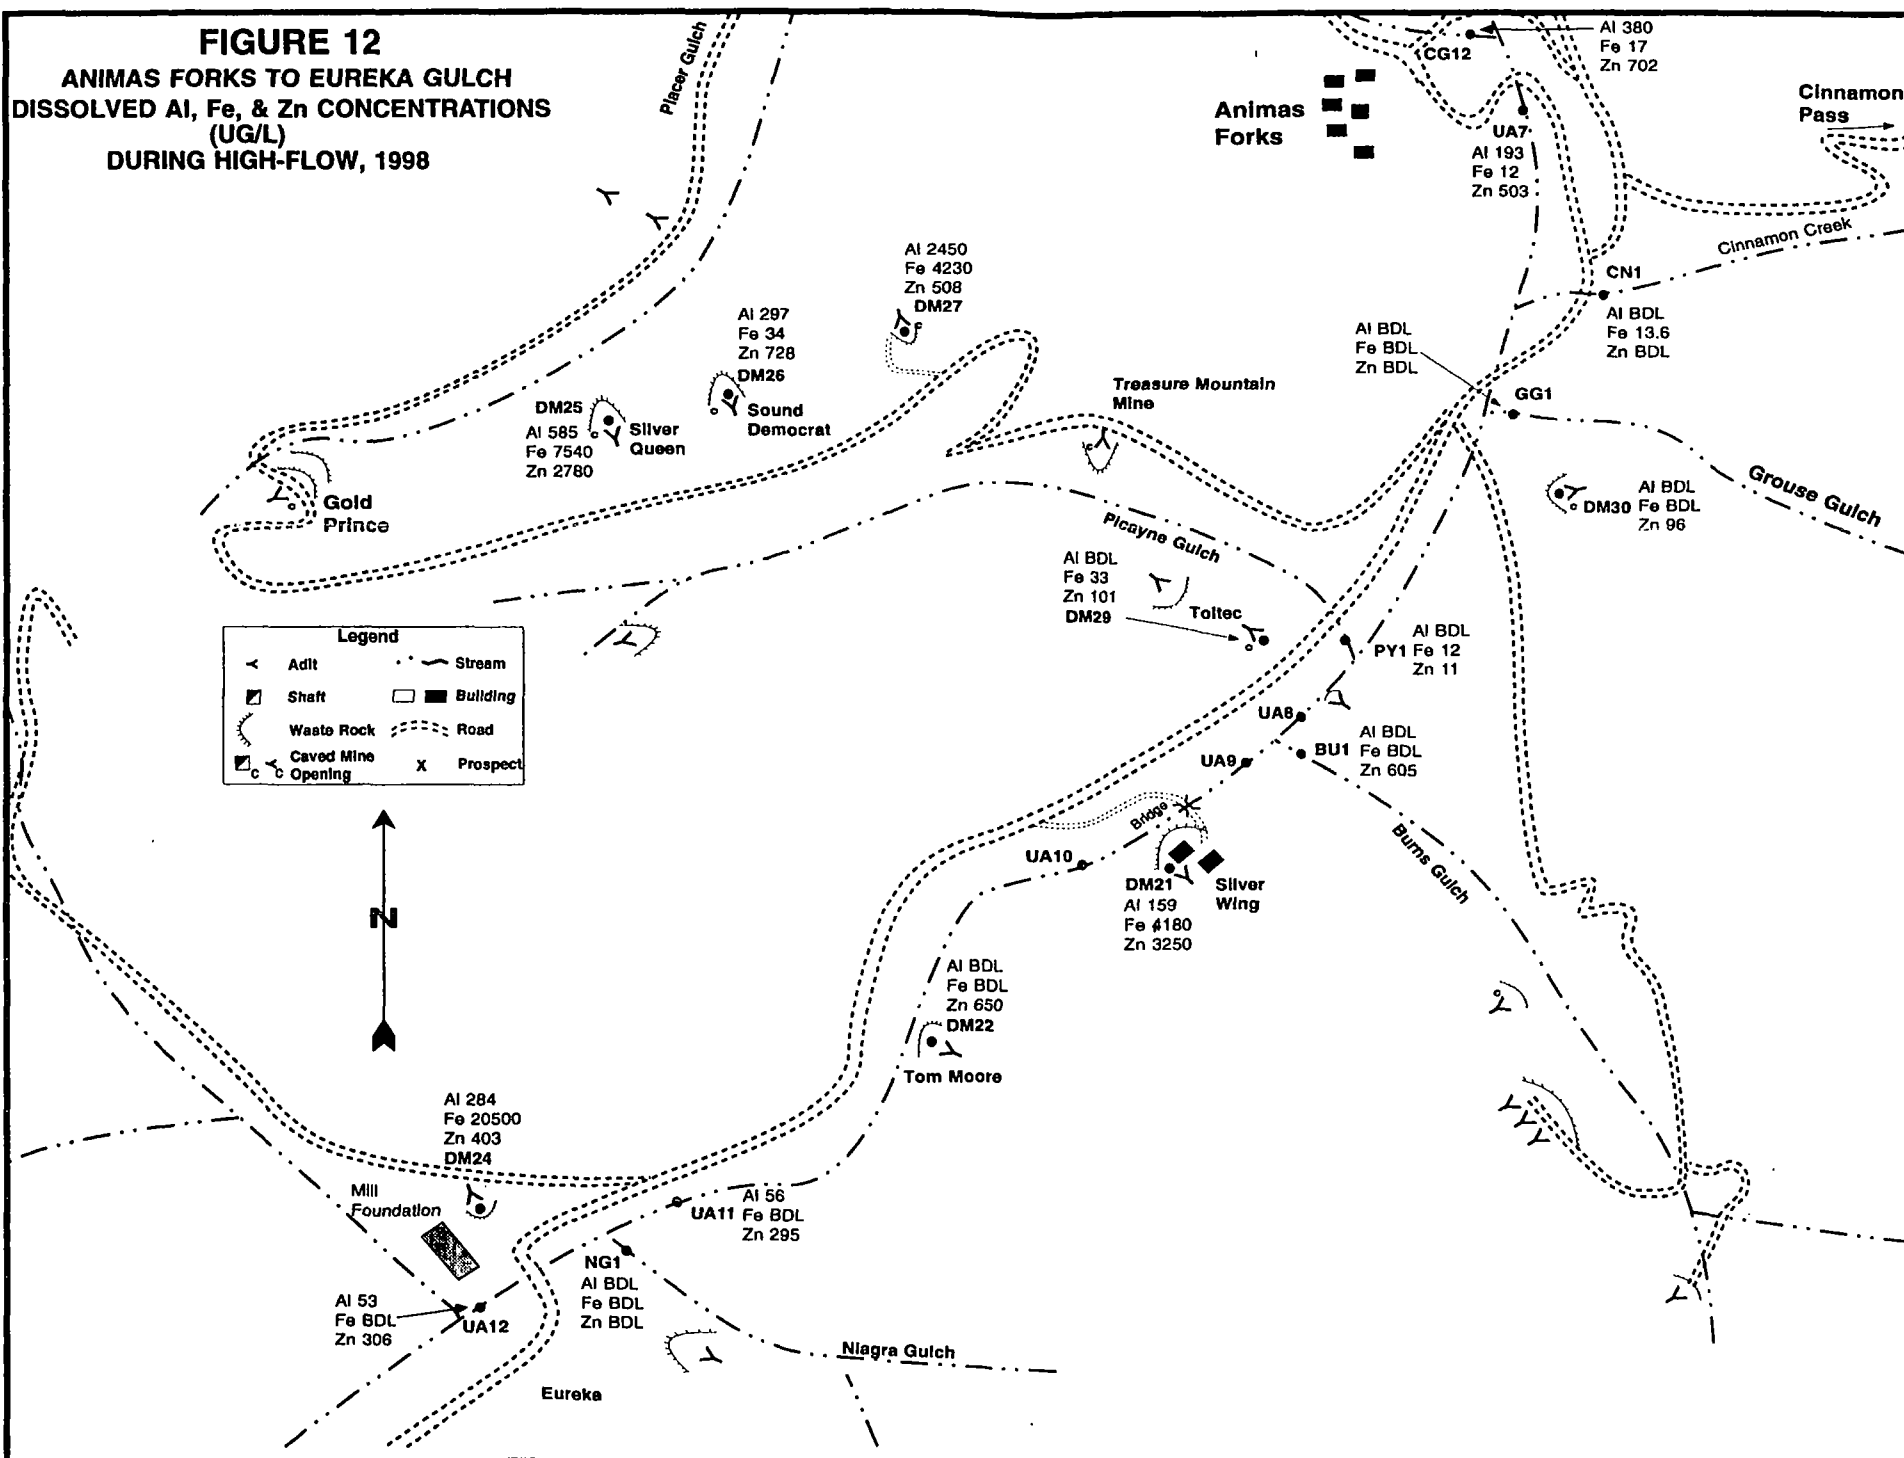 FIGURE 12
ANIMAS FORKS TO EUREKA GULCH
DISSOLVED Al, Fe, & Zn CONCENTRATIONS
(UG/L)
DURING HIGH-FLOW, 1998
Placer Gulch
CG12
Al 380
Fe 17
Zn 702
Animas
Forks
UA7
Al 193
Fe 12
Zn 503
Cinnamon
Pass
Cinnamon Creek
CN1
Al BDL
Fe 13.6
Zn BDL
Al 2450
Fe 4230
Zn 508
DM27
c
Al 297
Fe 34
Zn 728
DM26
c
Sound
Democrat
DM25
Al 585
Fe 7540
Zn 2780
c
Silver
Queen
Al BDL
Fe BDL
Zn BDL
GG1
Treasure Mountain
Mine
c
Grouse Gulch
c
DM30
Al BDL
Fe BDL
Zn 96
c
Gold
Prince
Picayne Gulch
Al BDL
Fe 33
Zn 101
DM29
Toltec
c
PY1
Al BDL
Fe 12
Zn 11
Legend
Adit
Stream
Shaft
Building
Waste Rock
Road
c c
Caved Mine
Opening
X
Prospect
UA8
BU1
Al BDL
Fe BDL
Zn 605
UA9
Bridge
UA10
Burns Gulch
DM21
Al 159
Fe 4180
Zn 3250
Silver
Wing
N
Al BDL
Fe BDL
Zn 650
DM22
Tom Moore
c
Al 284
Fe 20500
Zn 403
DM24
Mill
Foundation
UA11
Al 56
Fe BDL
Zn 295
NG1
Al BDL
Fe BDL
Zn BDL
Al 53
Fe BDL
Zn 306
UA12
Niagra Gulch
Eureka